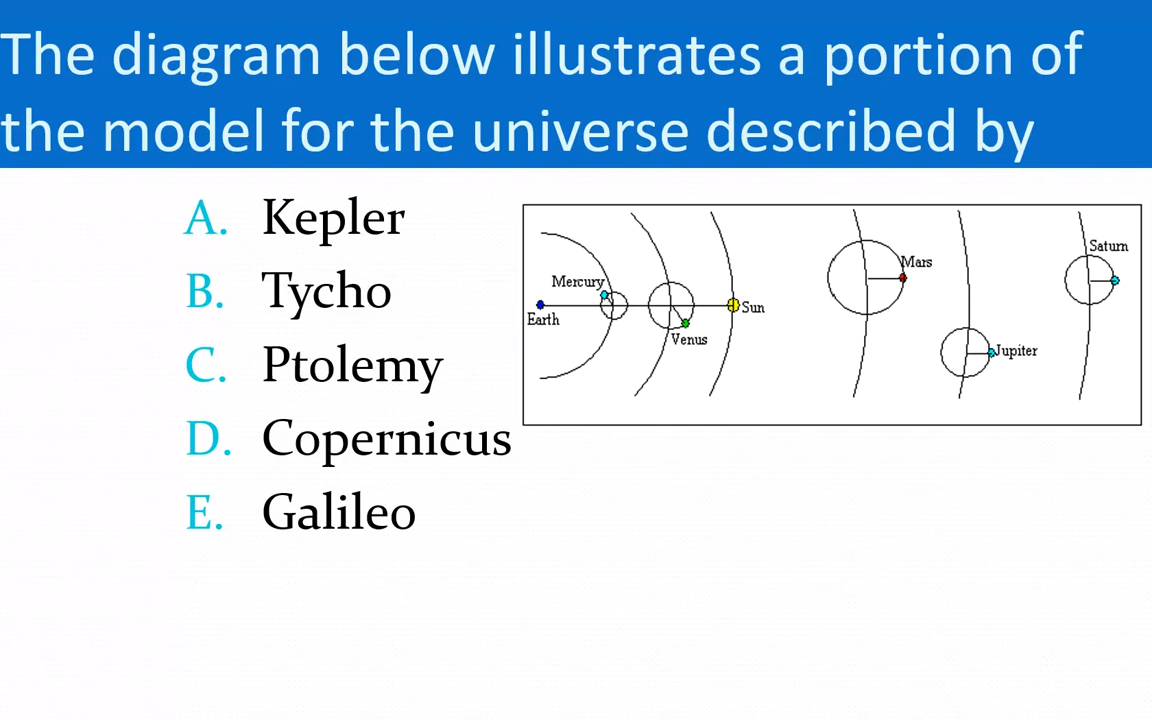 The diagram below illustrates a portion of
the model for the universe described by
A. Kepler
B. Tycho
C. Ptolemy
D. Copernicus
E. Galileo
Earth
Mercury
Venus
Sun
Mars
Jupiter
Saturn